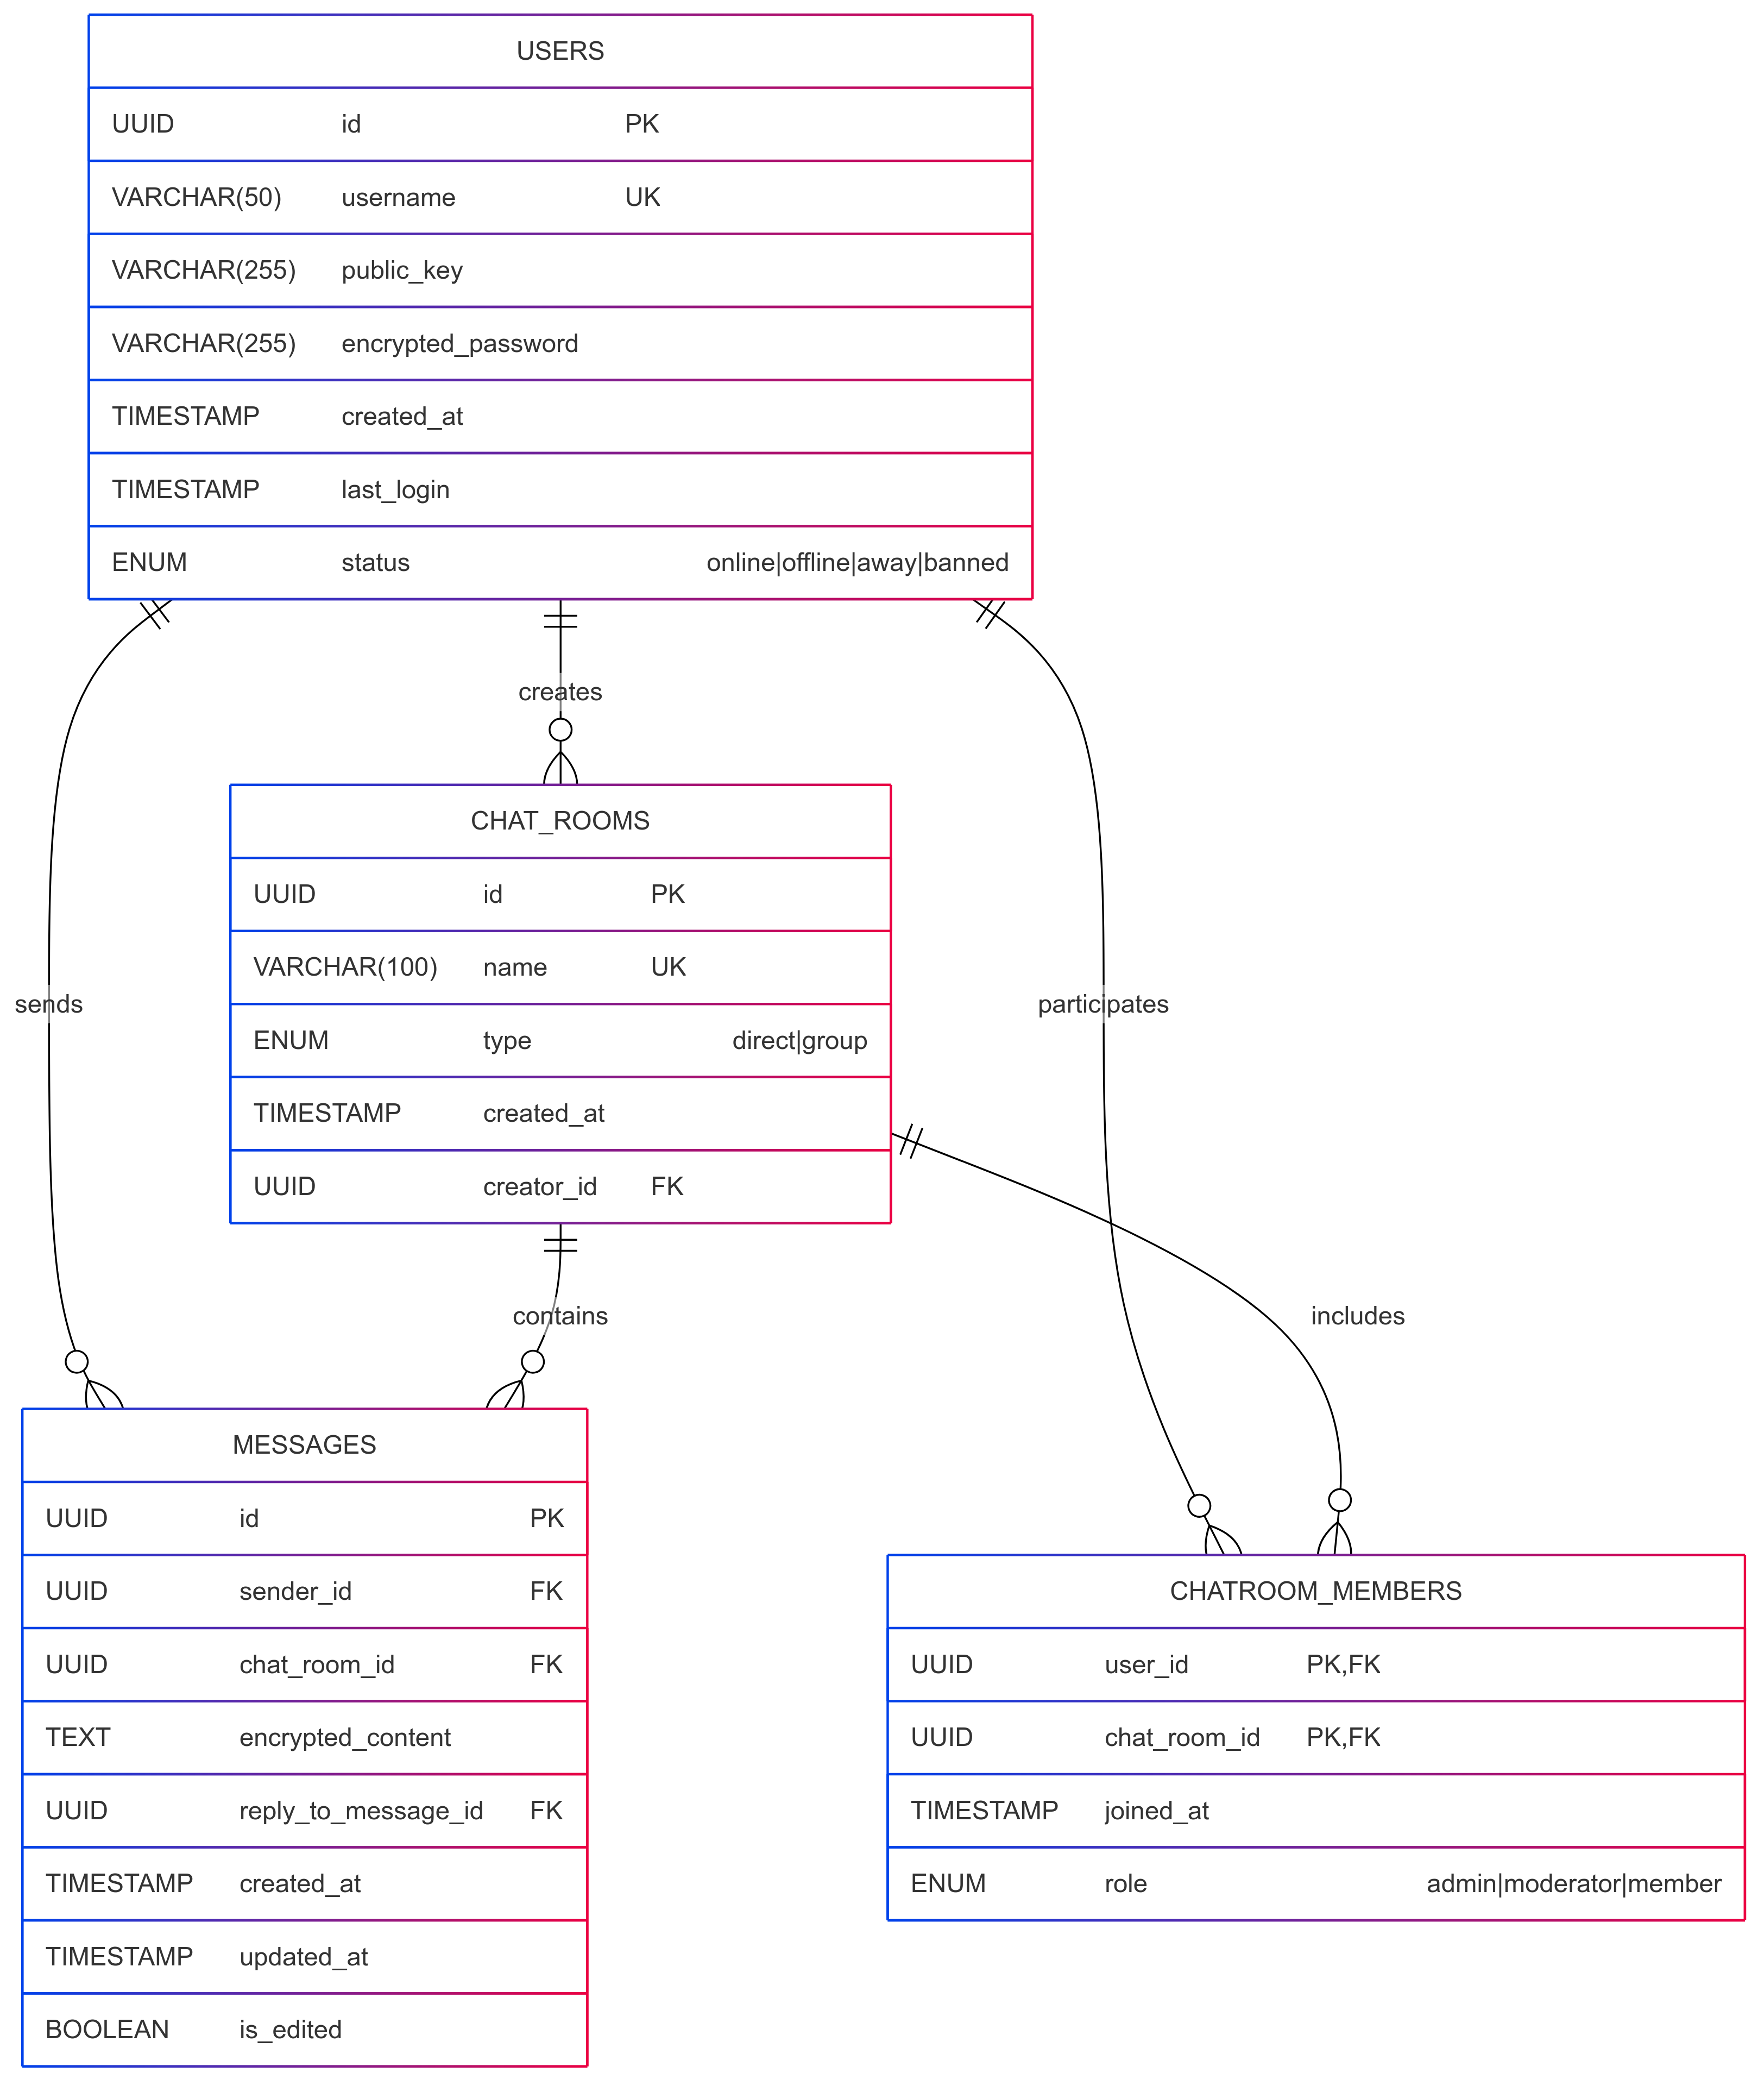 USERS
UUID id PK
VARCHAR(50) username UK
VARCHAR(255) public_key
VARCHAR(255) encrypted_password
TIMESTAMP created_at
TIMESTAMP last_login
ENUM status online|offline|away|banned
creates
CHAT_ROOMS
UUID id PK
VARCHAR(100) name UK
ENUM type direct|group
TIMESTAMP created_at
UUID creator_id FK
sends
participates
contains
includes
MESSAGES
UUID id PK
UUID sender_id FK
UUID chat_room_id FK
TEXT encrypted_content
UUID reply_to_message_id FK
TIMESTAMP created_at
TIMESTAMP updated_at
BOOLEAN is_edited
CHATROOM_MEMBERS
UUID user_id PK,FK
UUID chat_room_id PK,FK
TIMESTAMP joined_at
ENUM role admin|moderator|member